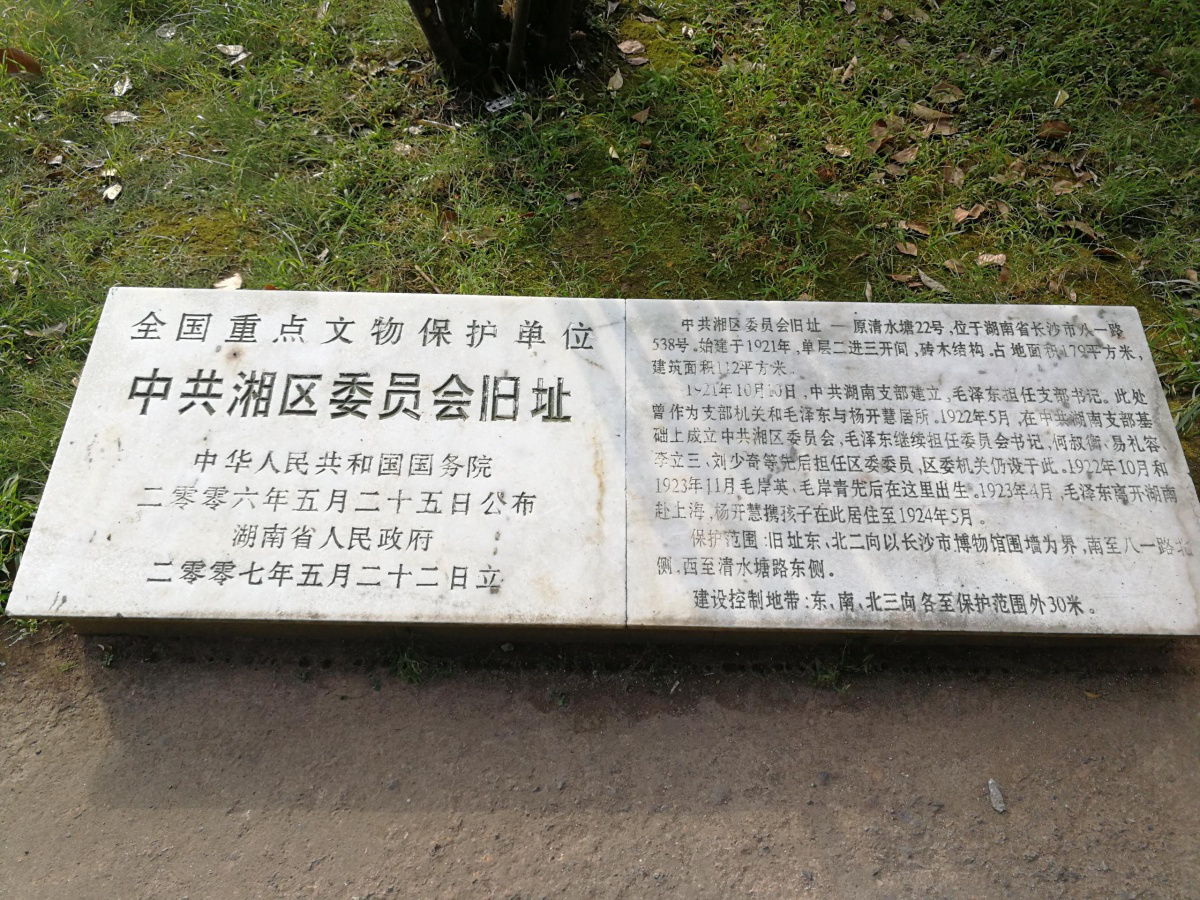 全国重点文物保护单位
中共湘区委员会旧址
中华人民共和国国务院
二零零六年五月二十五日公布
湖南省人民政府
二零零七年五月二十二日立
中共湘区委员会旧址 — 原清水塘22号，位于湖南省长沙市八一路
538号。始建于1921年，单层二进三开间，砖木结构。占地面积179平方米，
建筑面积112平方米。
1921年10月10日，中共湖南支部建立，毛泽东担任支部书记。此处
曾作为支部机关和毛泽东与杨开慧居所。1922年5月，在中共湖南支部基
础上成立中共湘区委员会，毛泽东继续担任委员会书记，何叔衡、易礼容、
李立三、刘少奇等先后担任区委委员，区委机关仍设于此。1922年10月和
1923年11月毛岸英、毛岸青先后在这里出生。1923年4月，毛泽东离开湖南
赴上海，杨开慧携孩子在此居住至1924年5月。
保护范围：旧址东、北二向以长沙市博物馆围墙为界，南至八一路北
侧，西至清水塘路东侧。
建设控制地带：东、南、北三向各至保护范围外30米。